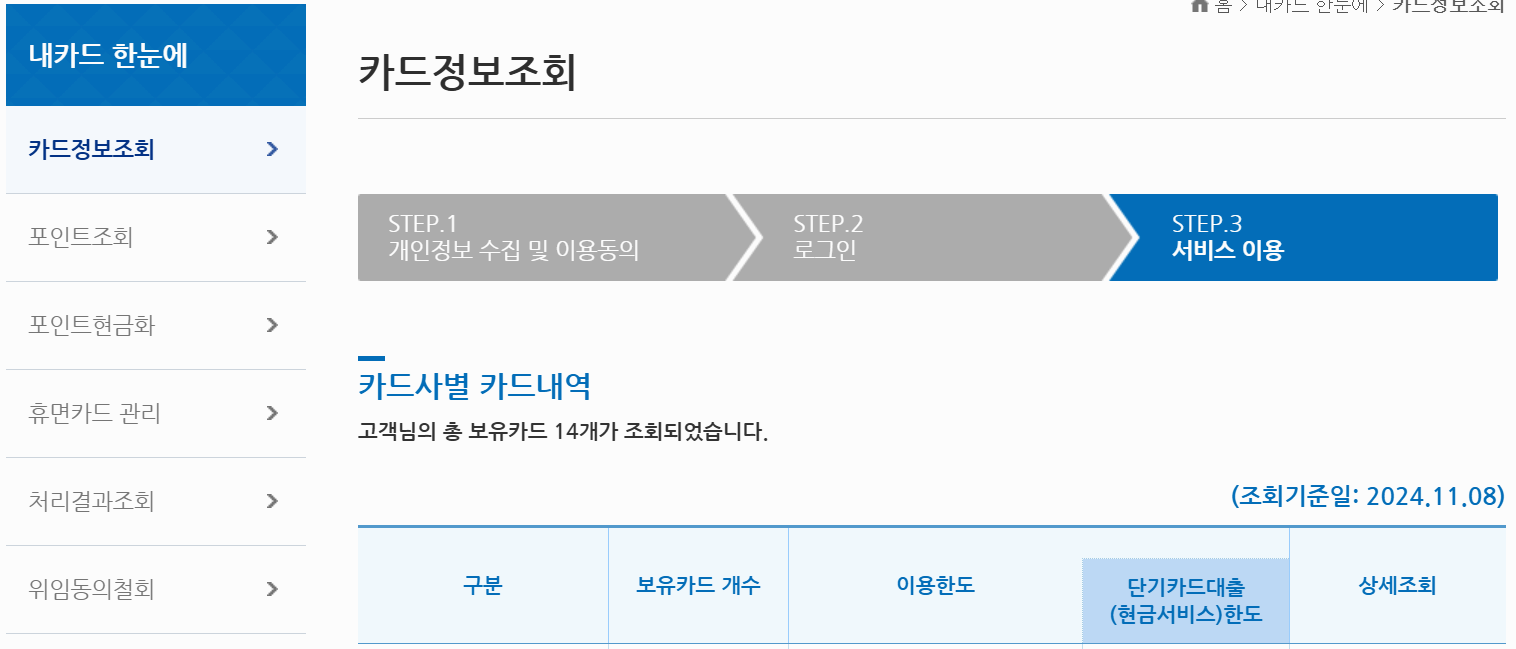 홈 > 내카드 한눈에 > 카드정보조회
내카드 한눈에
카드정보조회
포인트조회
포인트현금화
휴면카드 관리
처리결과조회
위임동의철회
카드정보조회
STEP.1
개인정보 수집 및 이용동의
STEP.2
로그인
STEP.3
서비스 이용
카드사별 카드내역
고객님의 총 보유카드 14개가 조회되었습니다.
(조회기준일: 2024.11.08)
구분
보유카드 개수
이용한도
단기카드대출
(현금서비스)한도
상세조회